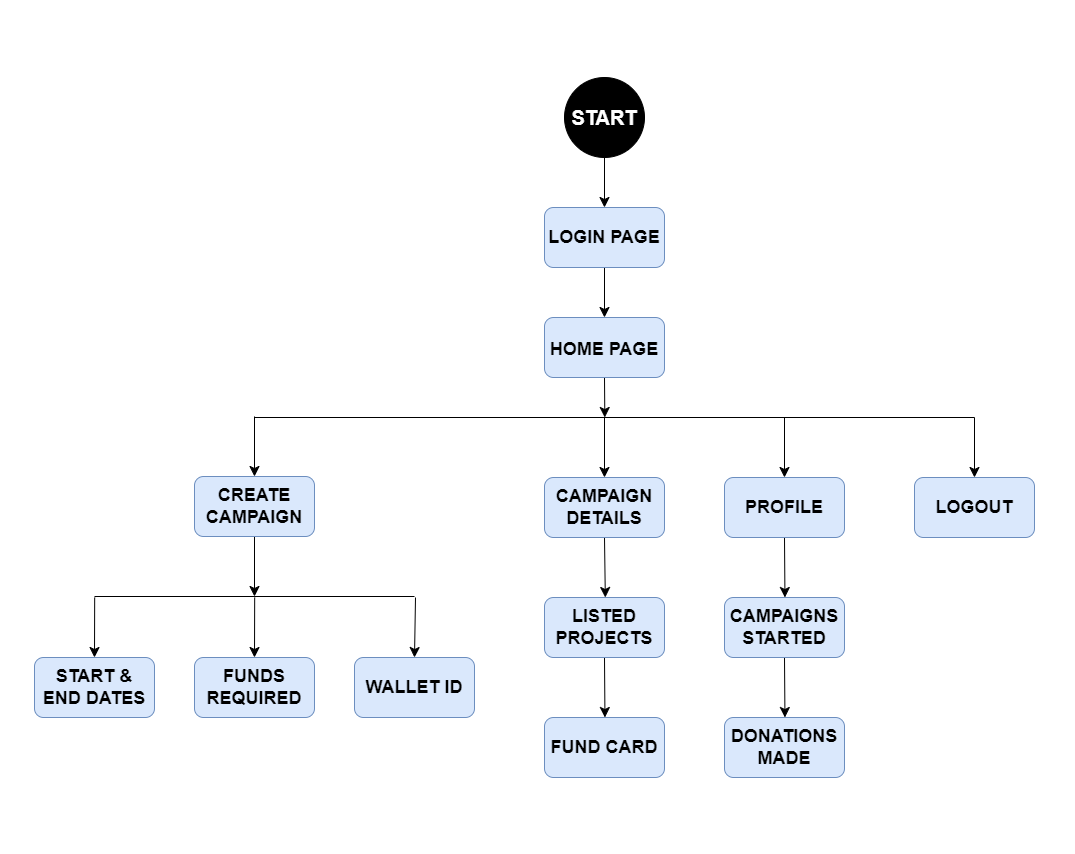 START
LOGIN PAGE
HOME PAGE
CREATE
CAMPAIGN
CAMPAIGN
DETAILS
PROFILE
LOGOUT
LISTED
PROJECTS
CAMPAIGNS
STARTED
START &
END DATES
FUNDS
REQUIRED
WALLET ID
FUND CARD
DONATIONS
MADE